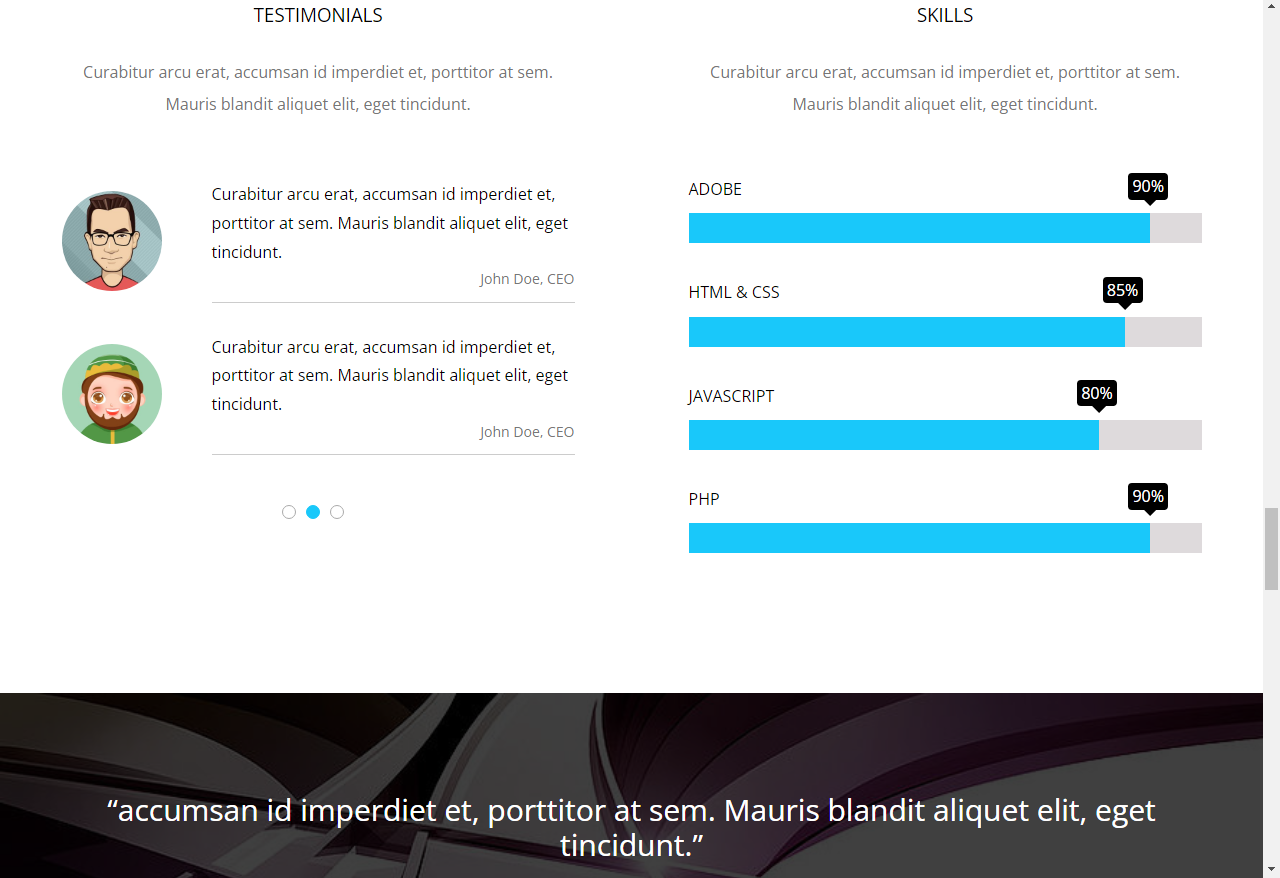 TESTIMONIALS
Curabitur arcu erat, accumsan id imperdiet et, porttitor at sem.
Mauris blandit aliquet elit, eget tincidunt.
Curabitur arcu erat, accumsan id imperdiet et,
porttitor at sem. Mauris blandit aliquet elit, eget
tincidunt.
John Doe, CEO
Curabitur arcu erat, accumsan id imperdiet et,
porttitor at sem. Mauris blandit aliquet elit, eget
tincidunt.
John Doe, CEO
SKILLS
Curabitur arcu erat, accumsan id imperdiet et, porttitor at sem.
Mauris blandit aliquet elit, eget tincidunt.
ADOBE
90%
HTML & CSS
85%
JAVASCRIPT
80%
PHP
90%
“accumsan id imperdiet et, porttitor at sem. Mauris blandit aliquet elit, eget
tincidunt.”